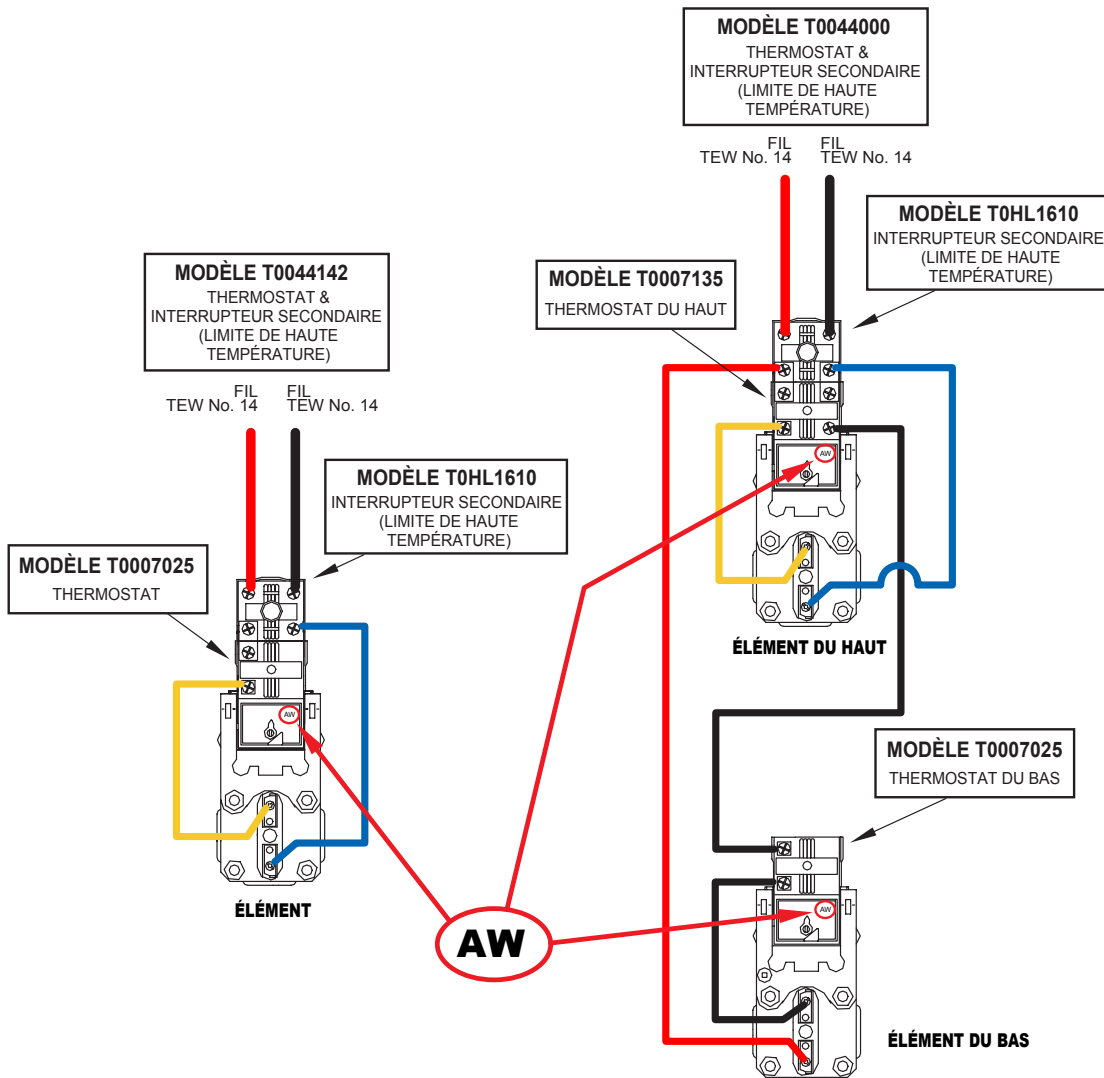 MODÈLE T0044000
THERMOSTAT &
INTERRUPTEUR SECONDAIRE
(LIMITE DE HAUTE
TEMPÉRATURE)
FIL
TEW No. 14
FIL
TEW No. 14
MODÈLE T0HL1610
INTERRUPTEUR SECONDAIRE
(LIMITE DE HAUTE
TEMPÉRATURE)
MODÈLE T0007135
THERMOSTAT DU HAUT
AW
ÉLÉMENT DU HAUT
MODÈLE T0044142
THERMOSTAT &
INTERRUPTEUR SECONDAIRE
(LIMITE DE HAUTE
TEMPÉRATURE)
FIL
TEW No. 14
FIL
TEW No. 14
MODÈLE T0HL1610
INTERRUPTEUR SECONDAIRE
(LIMITE DE HAUTE
TEMPÉRATURE)
MODÈLE T0007025
THERMOSTAT
AW
ÉLÉMENT
AW
MODÈLE T0007025
THERMOSTAT DU BAS
AW
ÉLÉMENT DU BAS